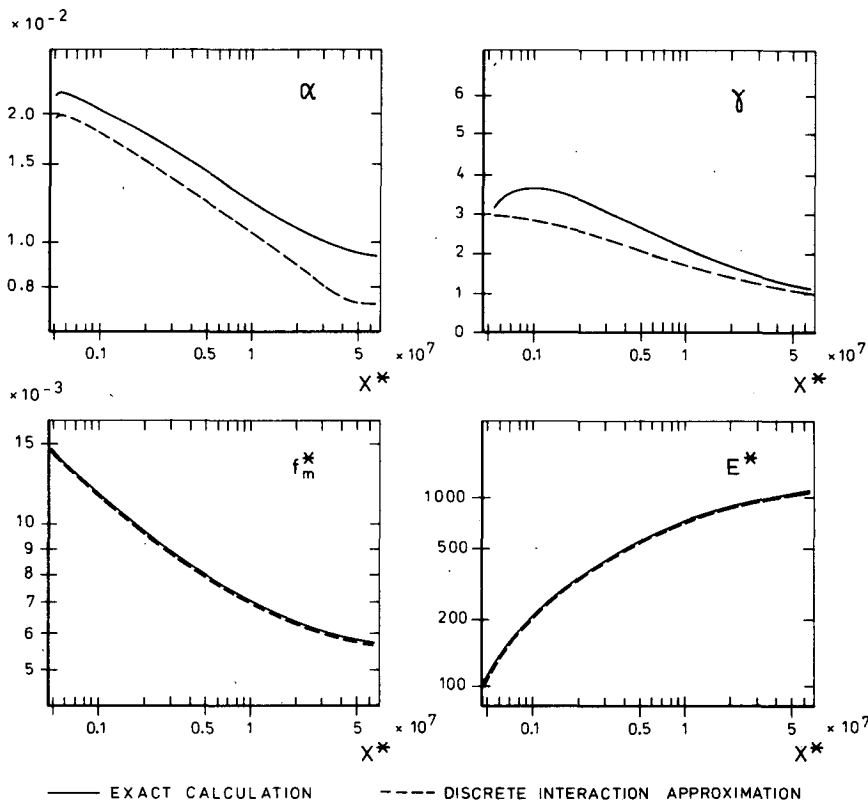 × 10⁻²
α
2.0
1.5
1.0
0.8
0.1 0.5 1 5 × 10⁷
X*
γ
6
5
4
3
2
1
0
0.1 0.5 1 5 × 10⁷
X*
× 10⁻³
f*m
15
10
9
8
7
6
5
0.1 0.5 1 5 × 10⁷
X*
E*
1000
500
200
100
0.1 0.5 1 5 × 10⁷
X*
EXACT CALCULATION DISCRETE INTERACTION APPROXIMATION